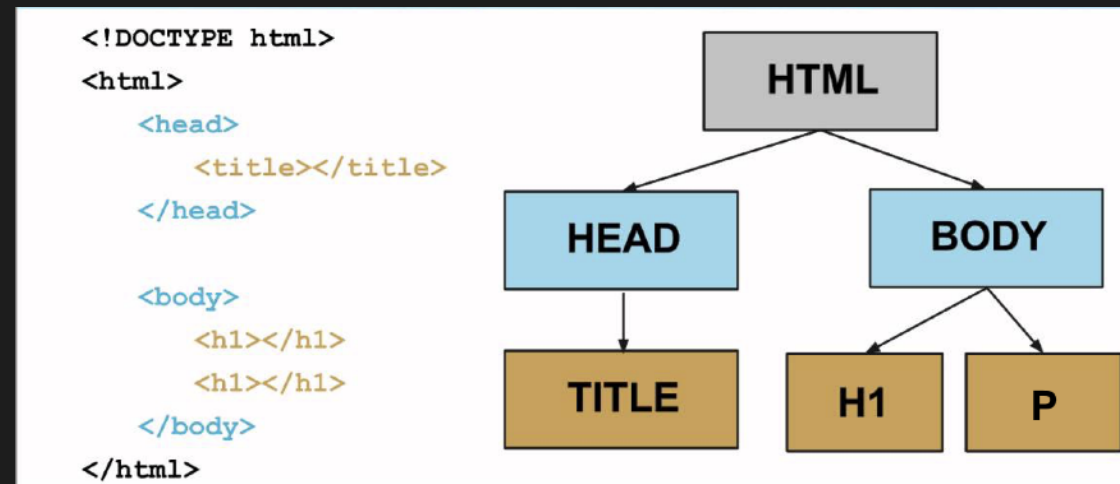 <!DOCTYPE html>
<html>
<head>
<title></title>
</head>
<body>
<h1></h1>
<h1></h1>
</body>
</html>
HTML
HEAD
BODY
TITLE
H1
P